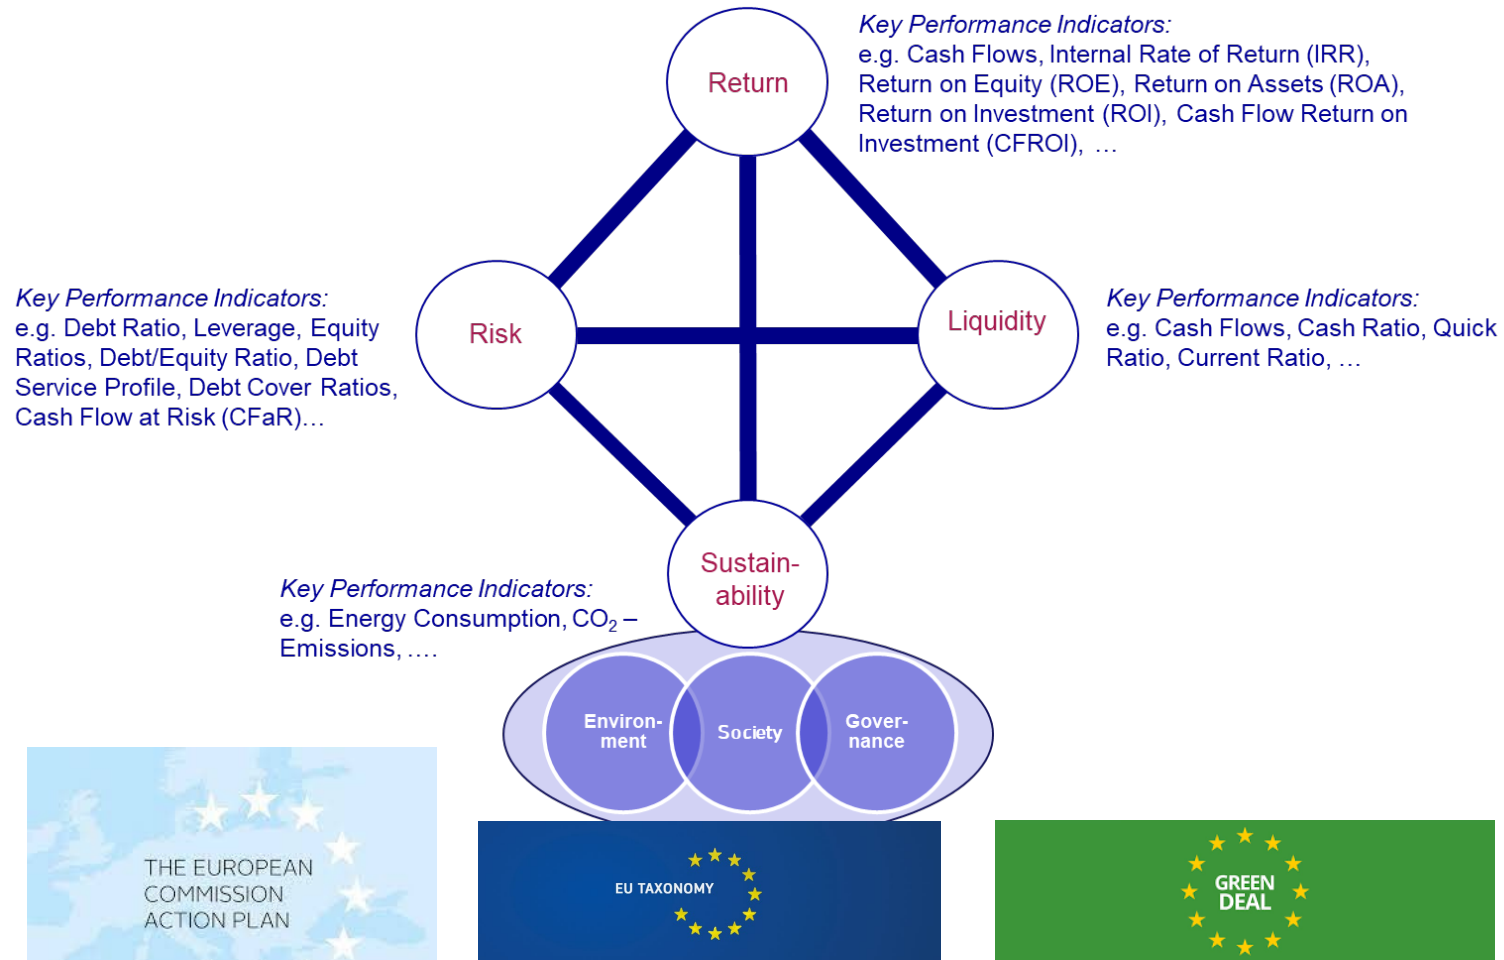 Return
Key Performance Indicators:
e.g. Cash Flows, Internal Rate of Return (IRR),
Return on Equity (ROE), Return on Assets (ROA),
Return on Investment (ROI), Cash Flow Return on
Investment (CFROI), …
Key Performance Indicators:
e.g. Debt Ratio, Leverage, Equity
Ratios, Debt/Equity Ratio, Debt
Service Profile, Debt Cover Ratios,
Cash Flow at Risk (CFaR)…
Risk
Liquidity
Key Performance Indicators:
e.g. Cash Flows, Cash Ratio, Quick
Ratio, Current Ratio, …
Sustain-
ability
Key Performance Indicators:
e.g. Energy Consumption, CO₂ –
Emissions, ….
Environ-
ment
Society
Gover-
nance
THE EUROPEAN
COMMISSION
ACTION PLAN
EU TAXONOMY
GREEN
DEAL